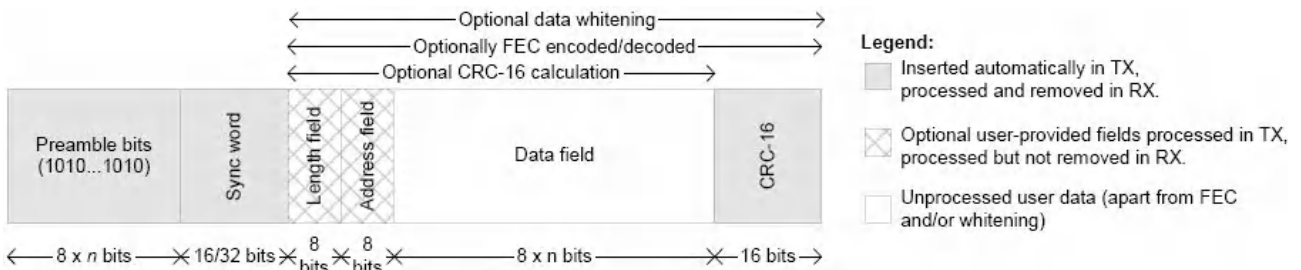 Optional data whitening
Optionally FEC encoded/decoded
Optional CRC-16 calculation
Preamble bits
(1010...1010)
Sync word
Length field
Address field
Data field
CRC-16
8 x n bits
16/32 bits
8
bits
8
bits
8 x n bits
16 bits
Legend:
Inserted automatically in TX,
processed and removed in RX.
Optional user-provided fields processed in TX,
processed but not removed in RX.
Unprocessed user data (apart from FEC
and/or whitening)